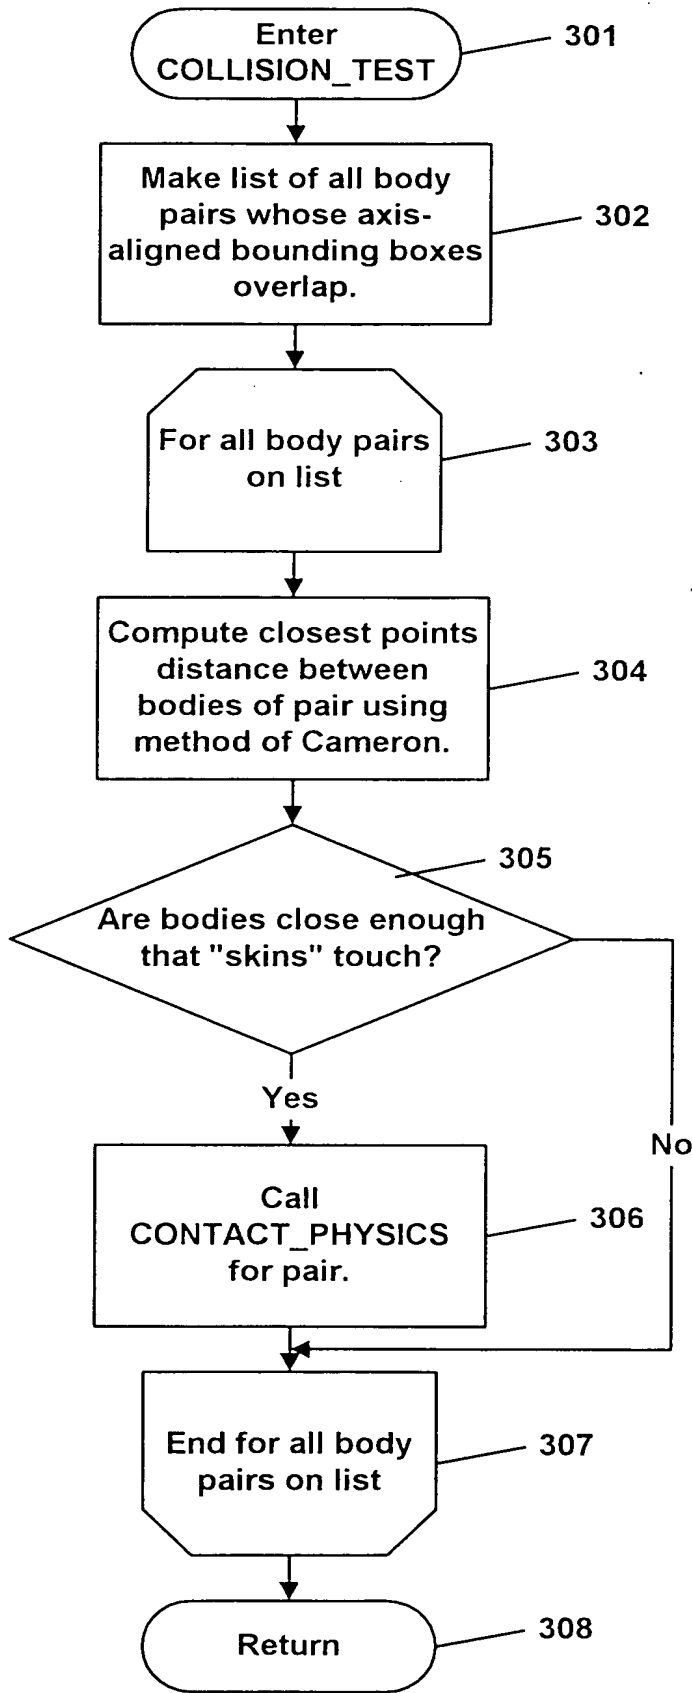 Enter
COLLISION_TEST
301
Make list of all body
pairs whose axis-
aligned bounding boxes
overlap.
302
For all body pairs
on list
303
Compute closest points
distance between
bodies of pair using
method of Cameron.
304
305
Are bodies close enough
that "skins" touch?
Yes
No
Call
CONTACT_PHYSICS
for pair.
306
End for all body
pairs on list
307
Return
308